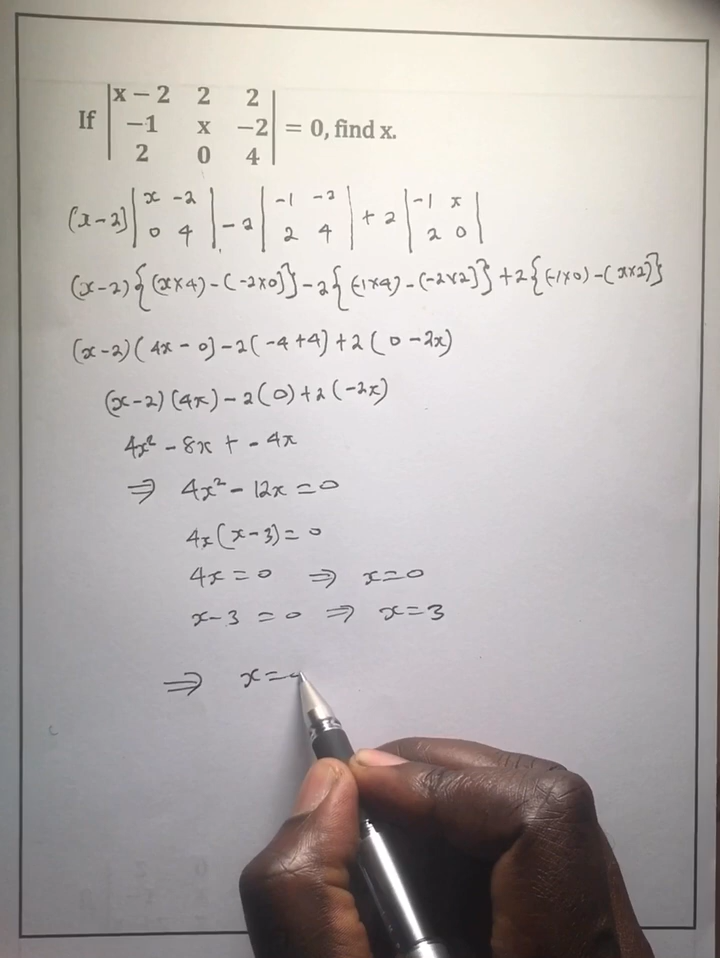 If |x – 2 2 2|
|–1 x –2| = 0, find x.
|2 0 4|
(x-2)|x -2| -2|-1 -2| +2|-1 x|
|0 4| |2 4| |2 0|
(x-2){(x×4)-(-2×0)}-2{(-1×4)-(-2×2)}+2{(-1×0)-(x×2)}
(x-2)(4x-0)-2(-4+4)+2(0-2x)
(x-2)(4x)-2(0)+2(-2x)
4x²-8x+-4x
⇒ 4x²-12x=0
4x(x-3)=0
4x=0 ⇒ x=0
x-3=0 ⇒ x=3
⇒ x=